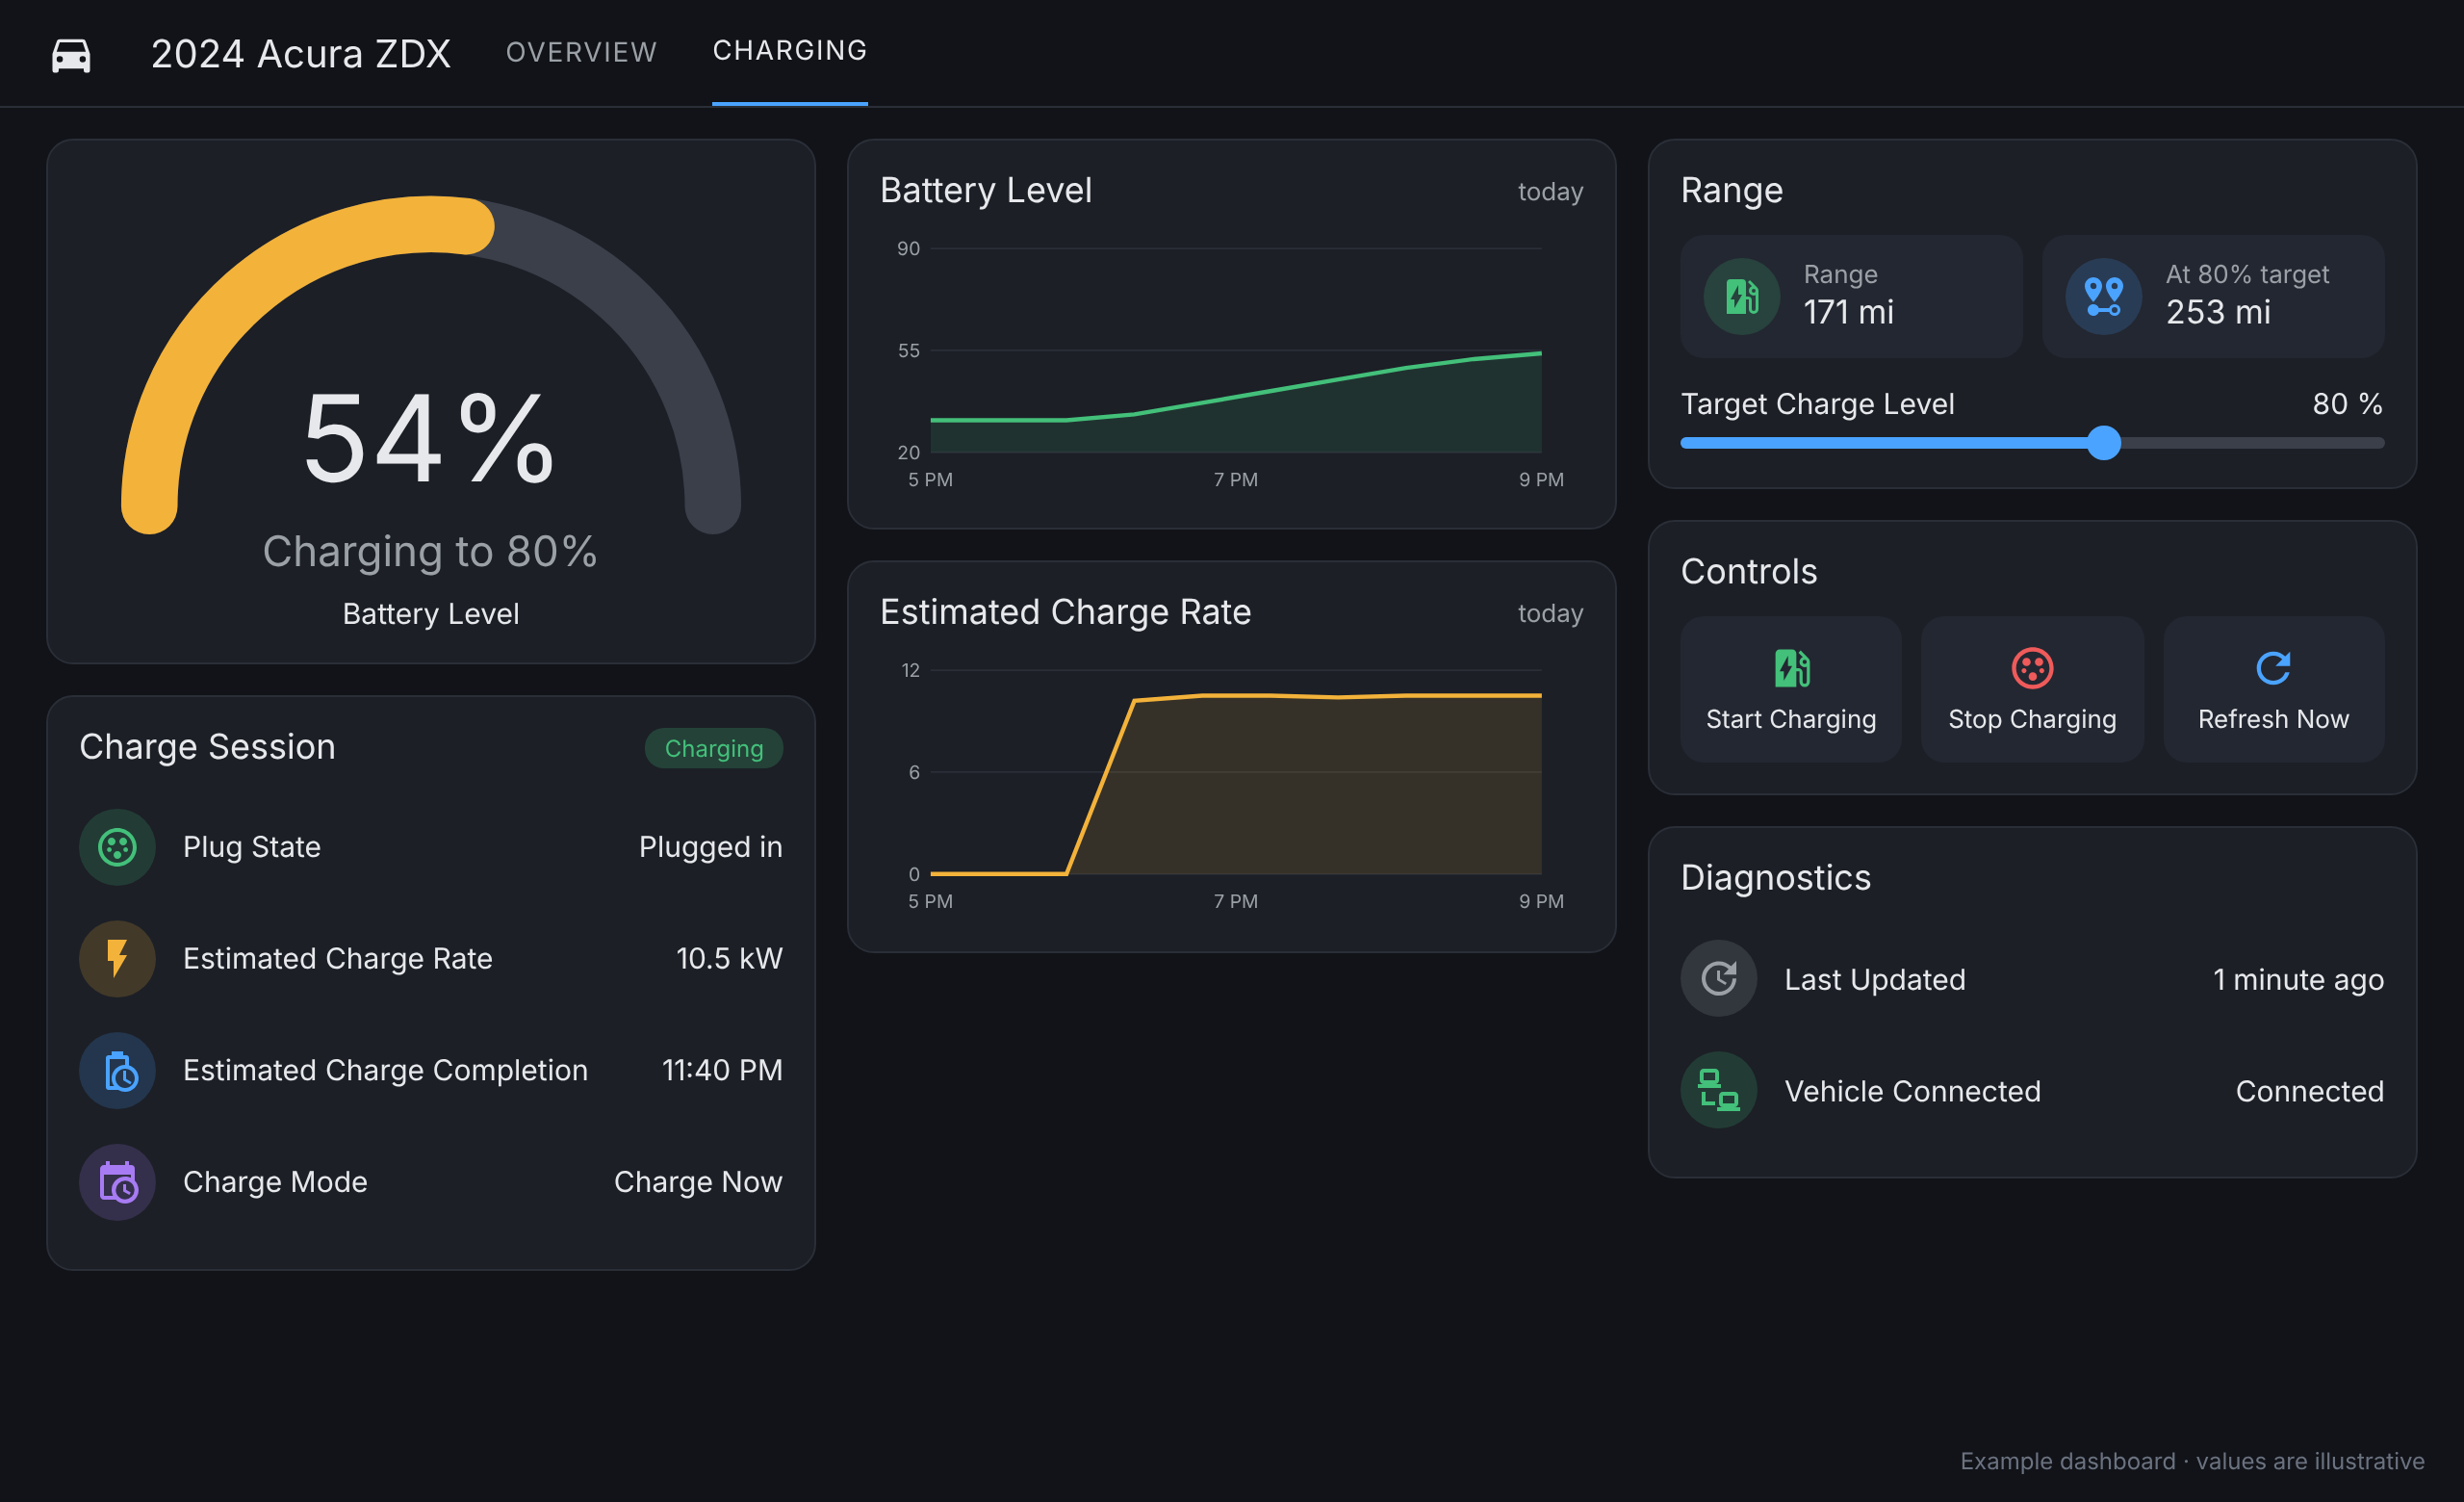 2024 Acura ZDX
OVERVIEW
CHARGING
54%
Charging to 80%
Battery Level
Charge Session
Charging
Plug State
Plugged in
Estimated Charge Rate
10.5 kW
Estimated Charge Completion
11:40 PM
Charge Mode
Charge Now
Battery Level
today
90
55
20
5 PM
7 PM
9 PM
Estimated Charge Rate
today
12
6
0
5 PM
7 PM
9 PM
Range
Range
171 mi
At 80% target
253 mi
Target Charge Level
80 %
Controls
Start Charging
Stop Charging
Refresh Now
Diagnostics
Last Updated
1 minute ago
Vehicle Connected
Connected
Example dashboard · values are illustrative